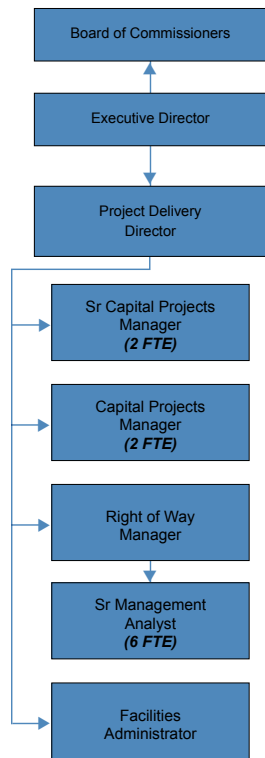 Board of Commissioners
Executive Director
Project Delivery
Director
Sr Capital Projects
Manager
(2 FTE)
Capital Projects
Manager
(2 FTE)
Right of Way
Manager
Sr Management
Analyst
(6 FTE)
Facilities
Administrator